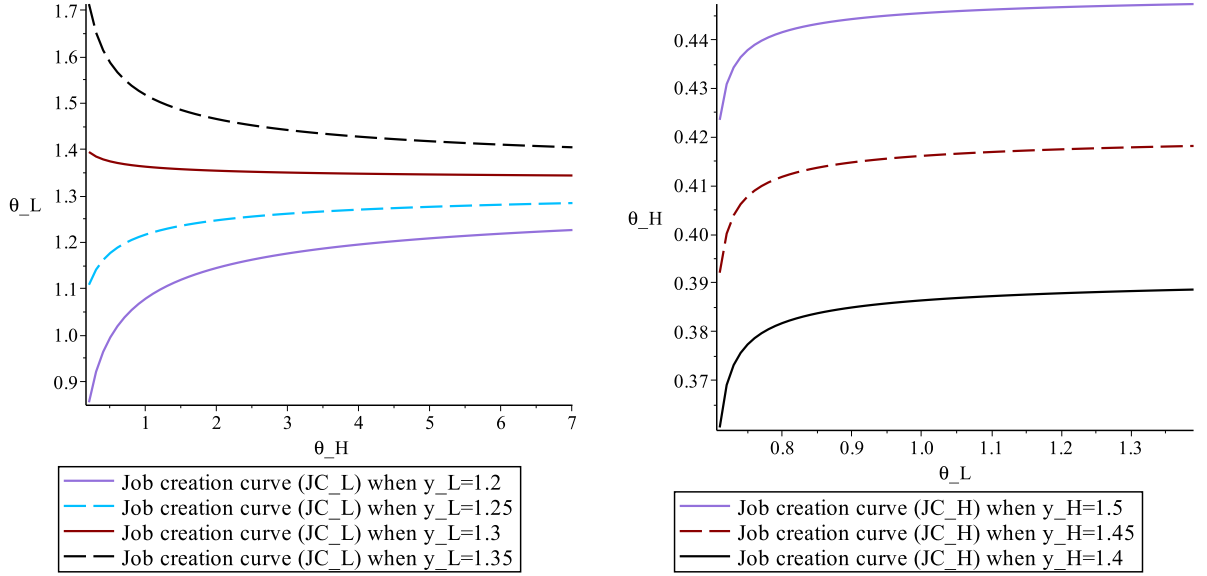 1.7
1.6
1.5
1.4
1.3
1.2
1.1
1.0
0.9
θ_L
1 2 3 4 5 6 7
θ_H
Job creation curve (JC_L) when y_L=1.2
Job creation curve (JC_L) when y_L=1.25
Job creation curve (JC_L) when y_L=1.3
Job creation curve (JC_L) when y_L=1.35
0.44
0.43
0.42
0.41
0.40
0.39
0.38
0.37
θ_H
0.8 0.9 1.0 1.1 1.2 1.3
θ_L
Job creation curve (JC_H) when y_H=1.5
Job creation curve (JC_H) when y_H=1.45
Job creation curve (JC_H) when y_H=1.4